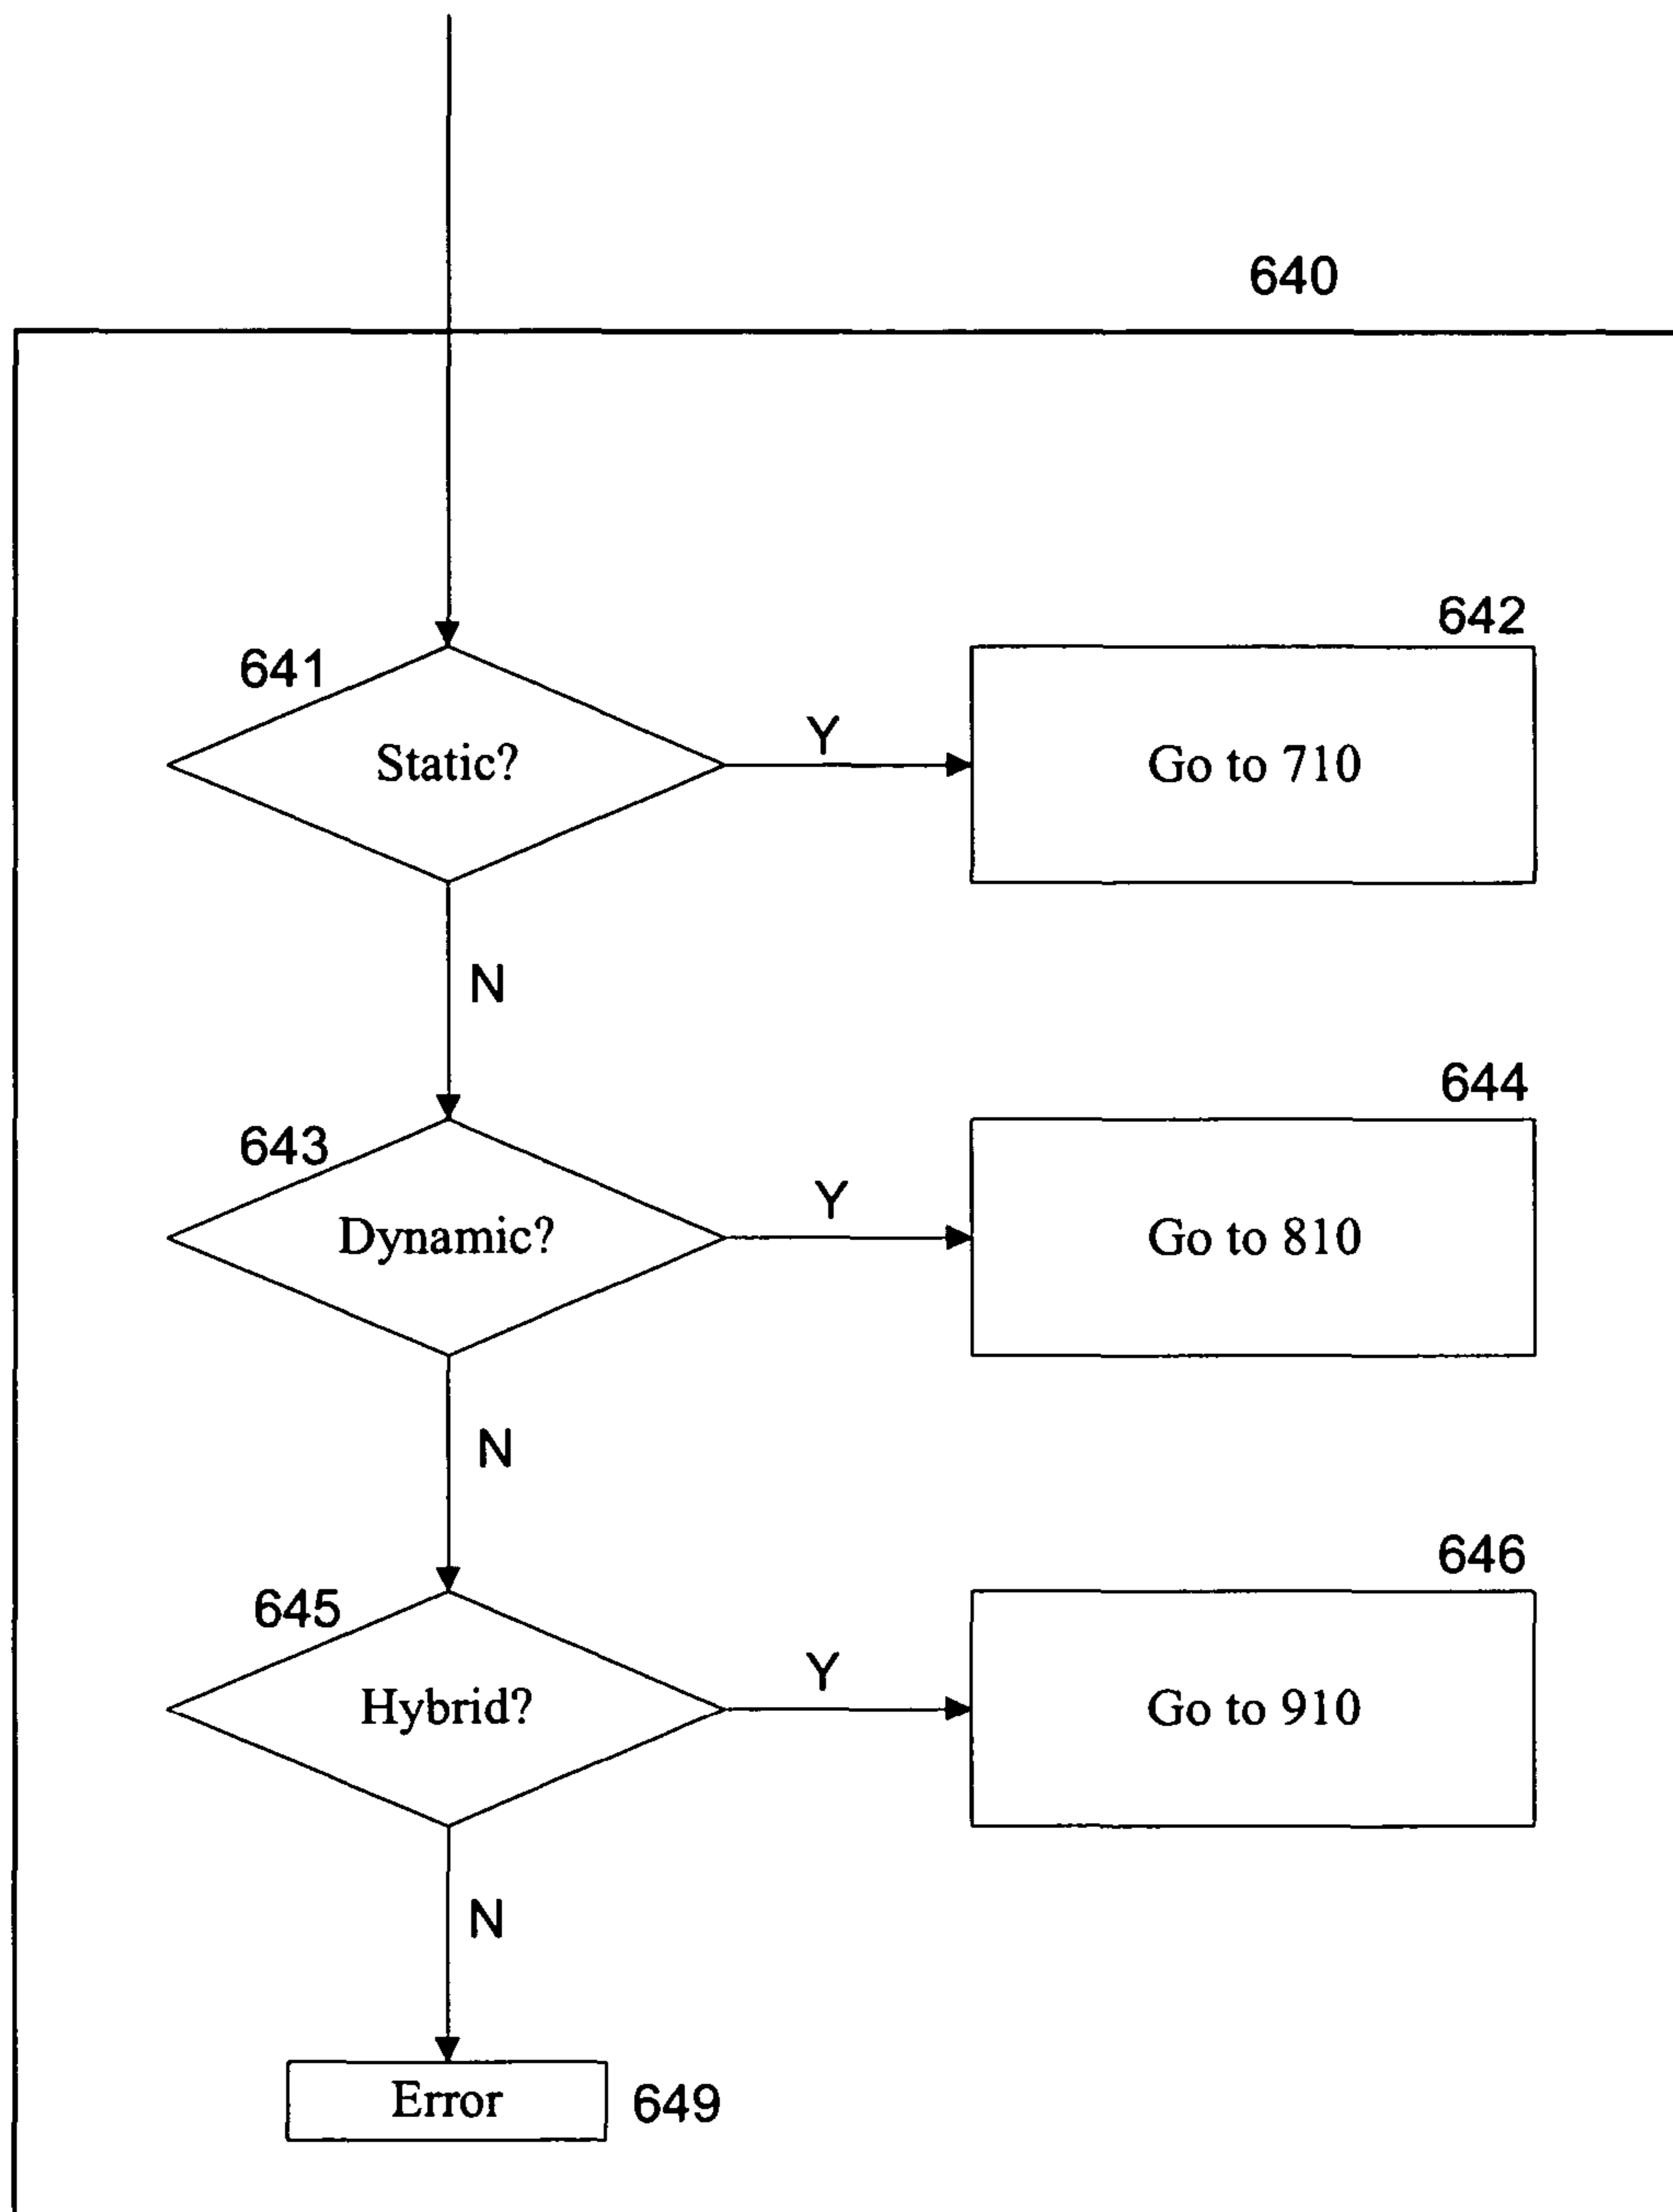 640
641
Static?
Y
642
Go to 710
N
643
Dynamic?
Y
644
Go to 810
N
645
Hybrid?
Y
646
Go to 910
N
Error
649